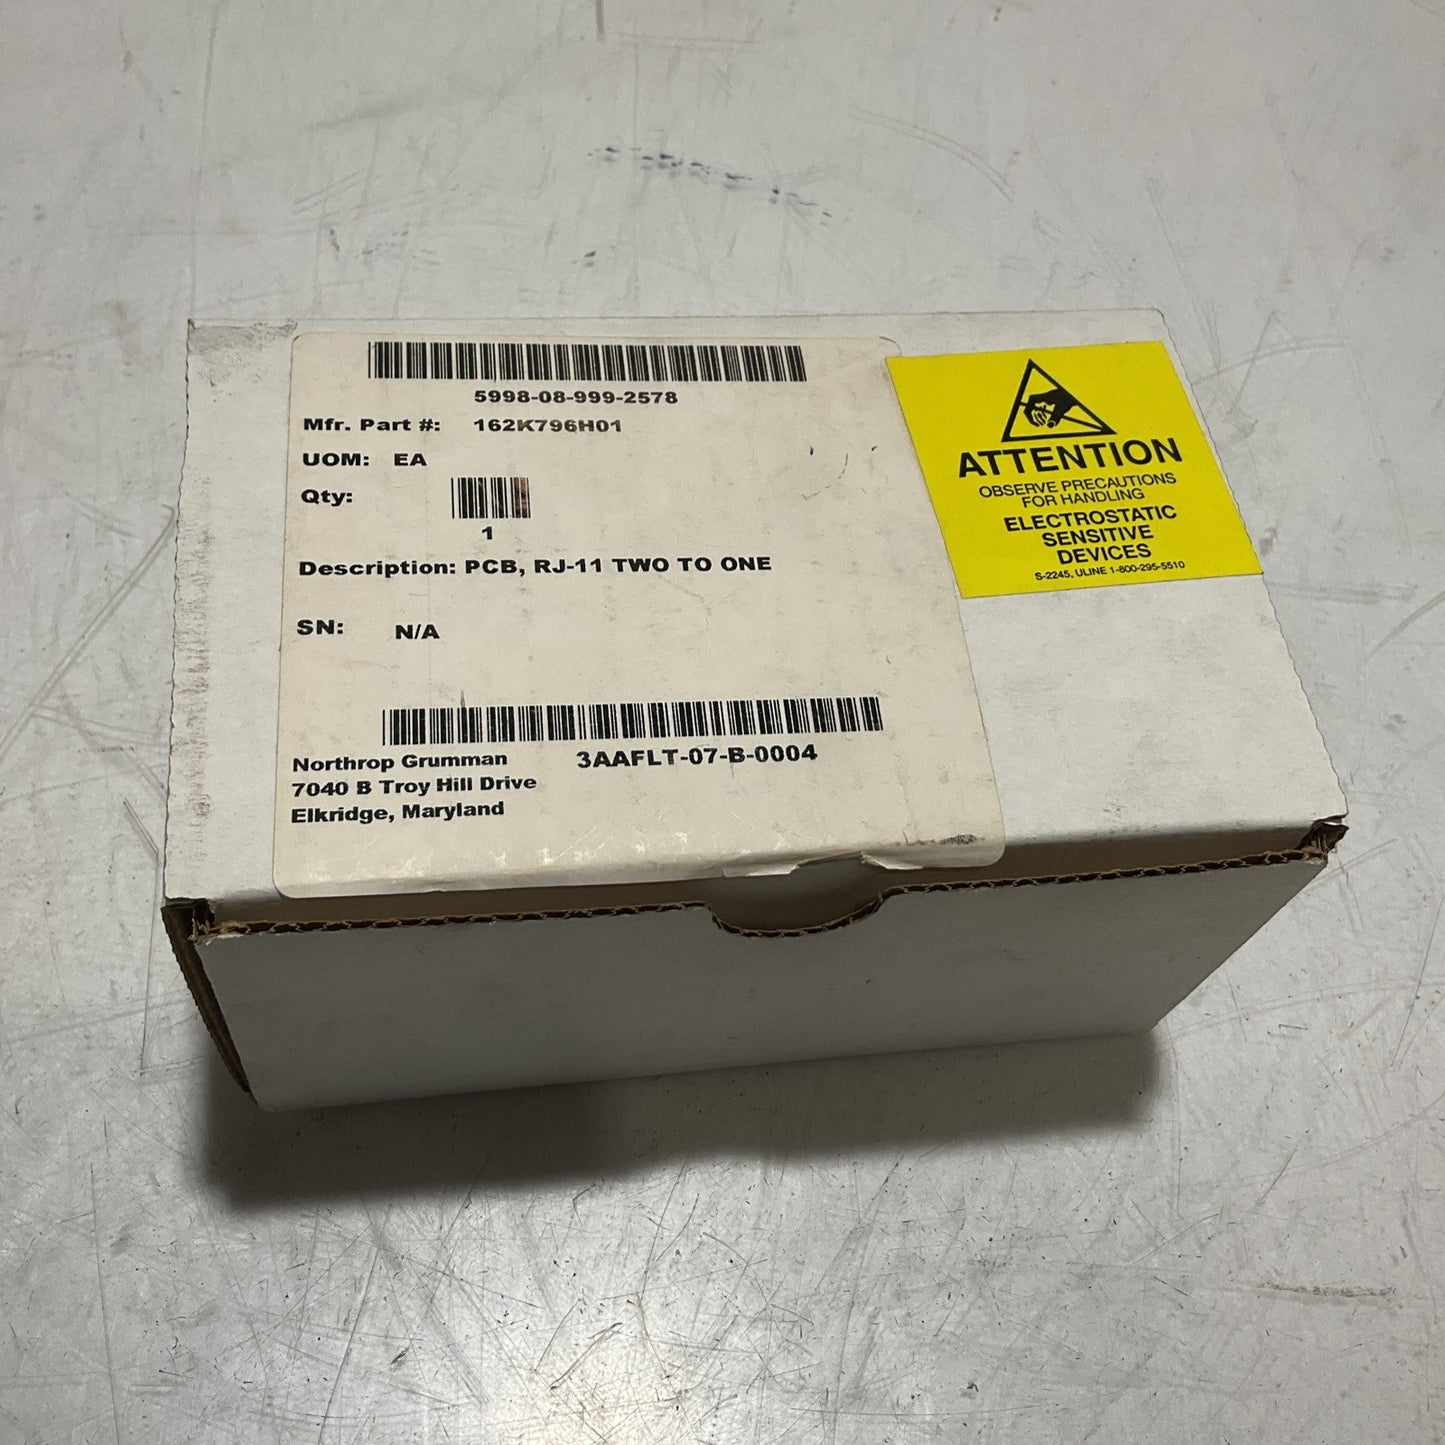 5998-08-999-2578
Mfr. Part #: 162K796H01
UOM: EA
Qty:
1
Description: PCB, RJ-11 TWO TO ONE
SN: N/A
Northrop Grumman 3AAFLT-07-B-0004
7040 B Troy Hill Drive
Elkridge, Maryland
ATTENTION
OBSERVE PRECAUTIONS
FOR HANDLING
ELECTROSTATIC
SENSITIVE
DEVICES
S-2245, ULINE 1-800-295-5510